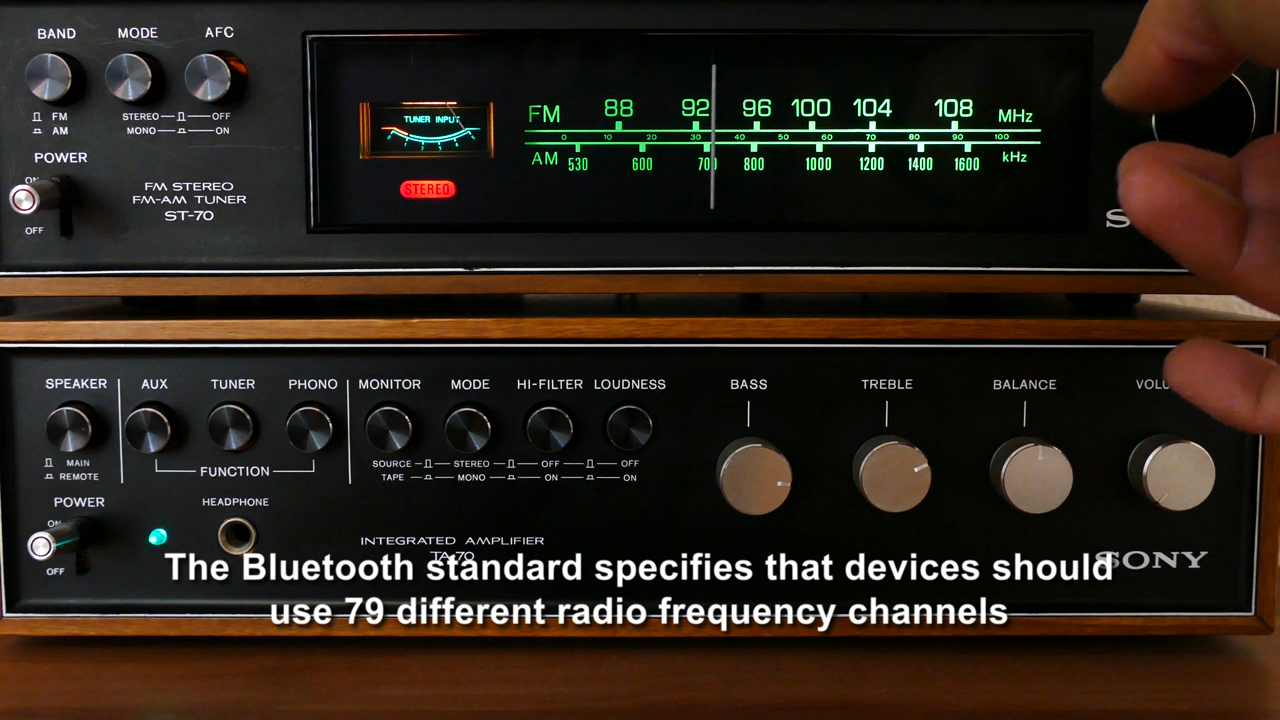 BAND MODE AFC
FM STEREO OFF
AM MONO ON
POWER
ON
OFF
FM STEREO
FM-AM TUNER
ST-70
TUNER INPUT
STEREO
FM 88 92 96 100 104 108 MHz
0 10 20 30 40 50 60 70 80 90 100
AM 530 600 700 800 1000 1200 1400 1600 kHz
S
SPEAKER AUX TUNER PHONO MONITOR MODE HI-FILTER LOUDNESS BASS TREBLE BALANCE
MAIN
REMOTE
FUNCTION
SOURCE STEREO OFF OFF
TAPE MONO ON ON
POWER
ON
OFF
HEADPHONE
INTEGRATED AMPLIFIER
TA-70
SONY
The Bluetooth standard specifies that devices should
use 79 different radio frequency channels